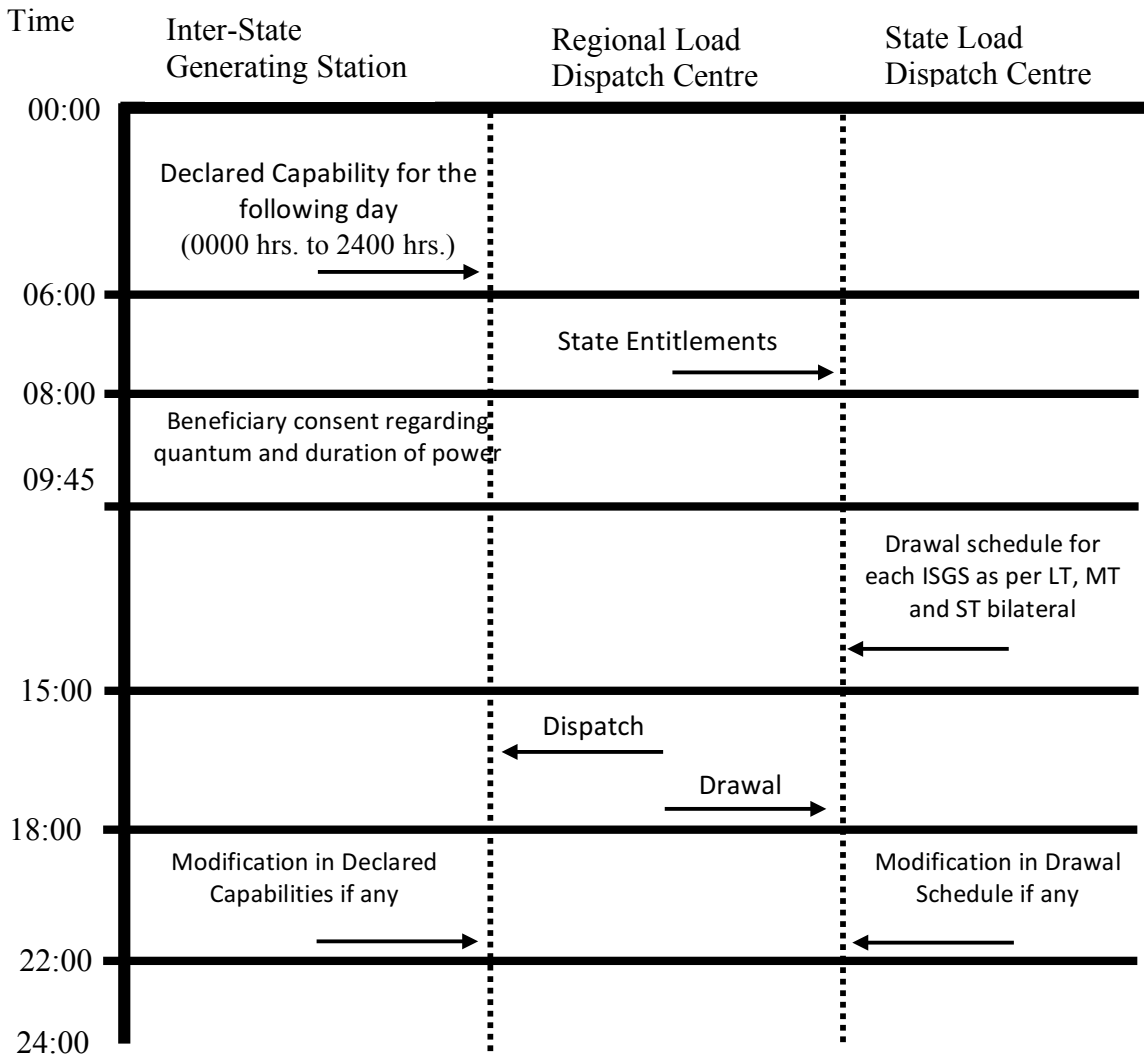 Time
Inter-State
Generating Station
Regional Load
Dispatch Centre
State Load
Dispatch Centre
00:00
Declared Capability for the
following day
(0000 hrs. to 2400 hrs.)
06:00
State Entitlements
08:00
Beneficiary consent regarding
quantum and duration of power
09:45
Drawal schedule for
each ISGS as per LT, MT
and ST bilateral
15:00
Dispatch
Drawal
18:00
Modification in Declared
Capabilities if any
Modification in Drawal
Schedule if any
22:00
24:00